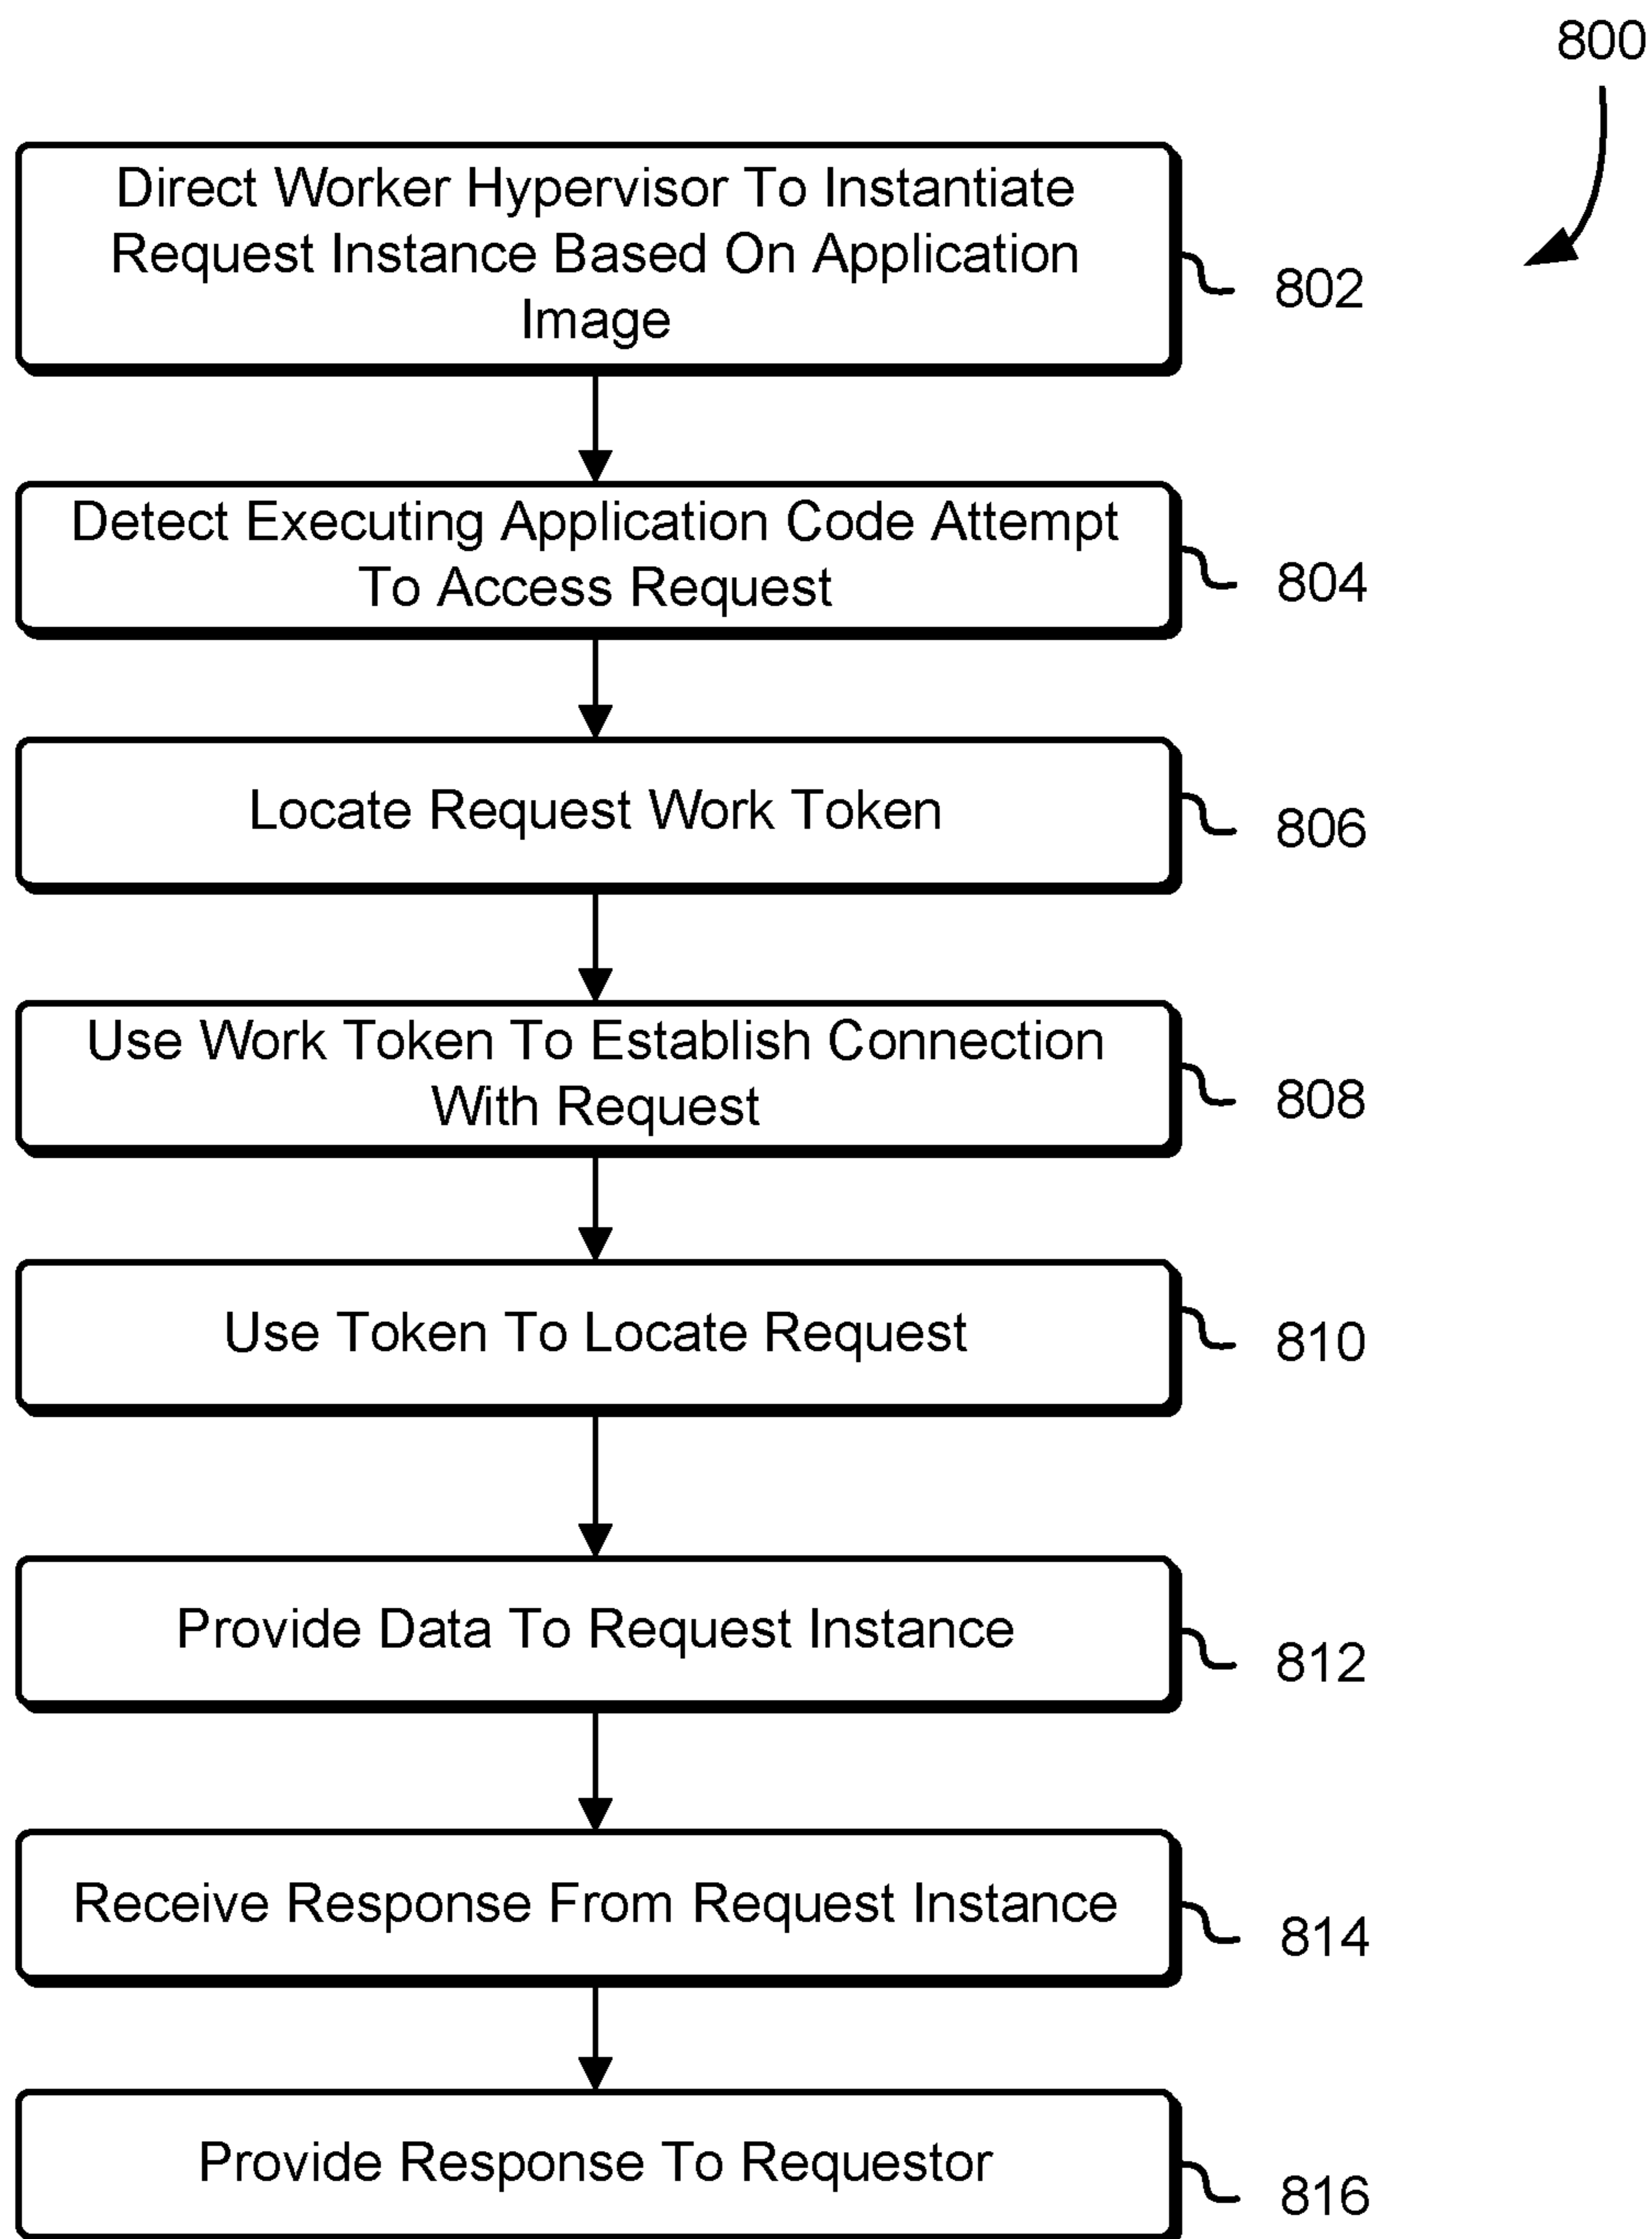 800
Direct Worker Hypervisor To Instantiate
Request Instance Based On Application
Image
802
Detect Executing Application Code Attempt
To Access Request
804
Locate Request Work Token
806
Use Work Token To Establish Connection
With Request
808
Use Token To Locate Request
810
Provide Data To Request Instance
812
Receive Response From Request Instance
814
Provide Response To Requestor
816